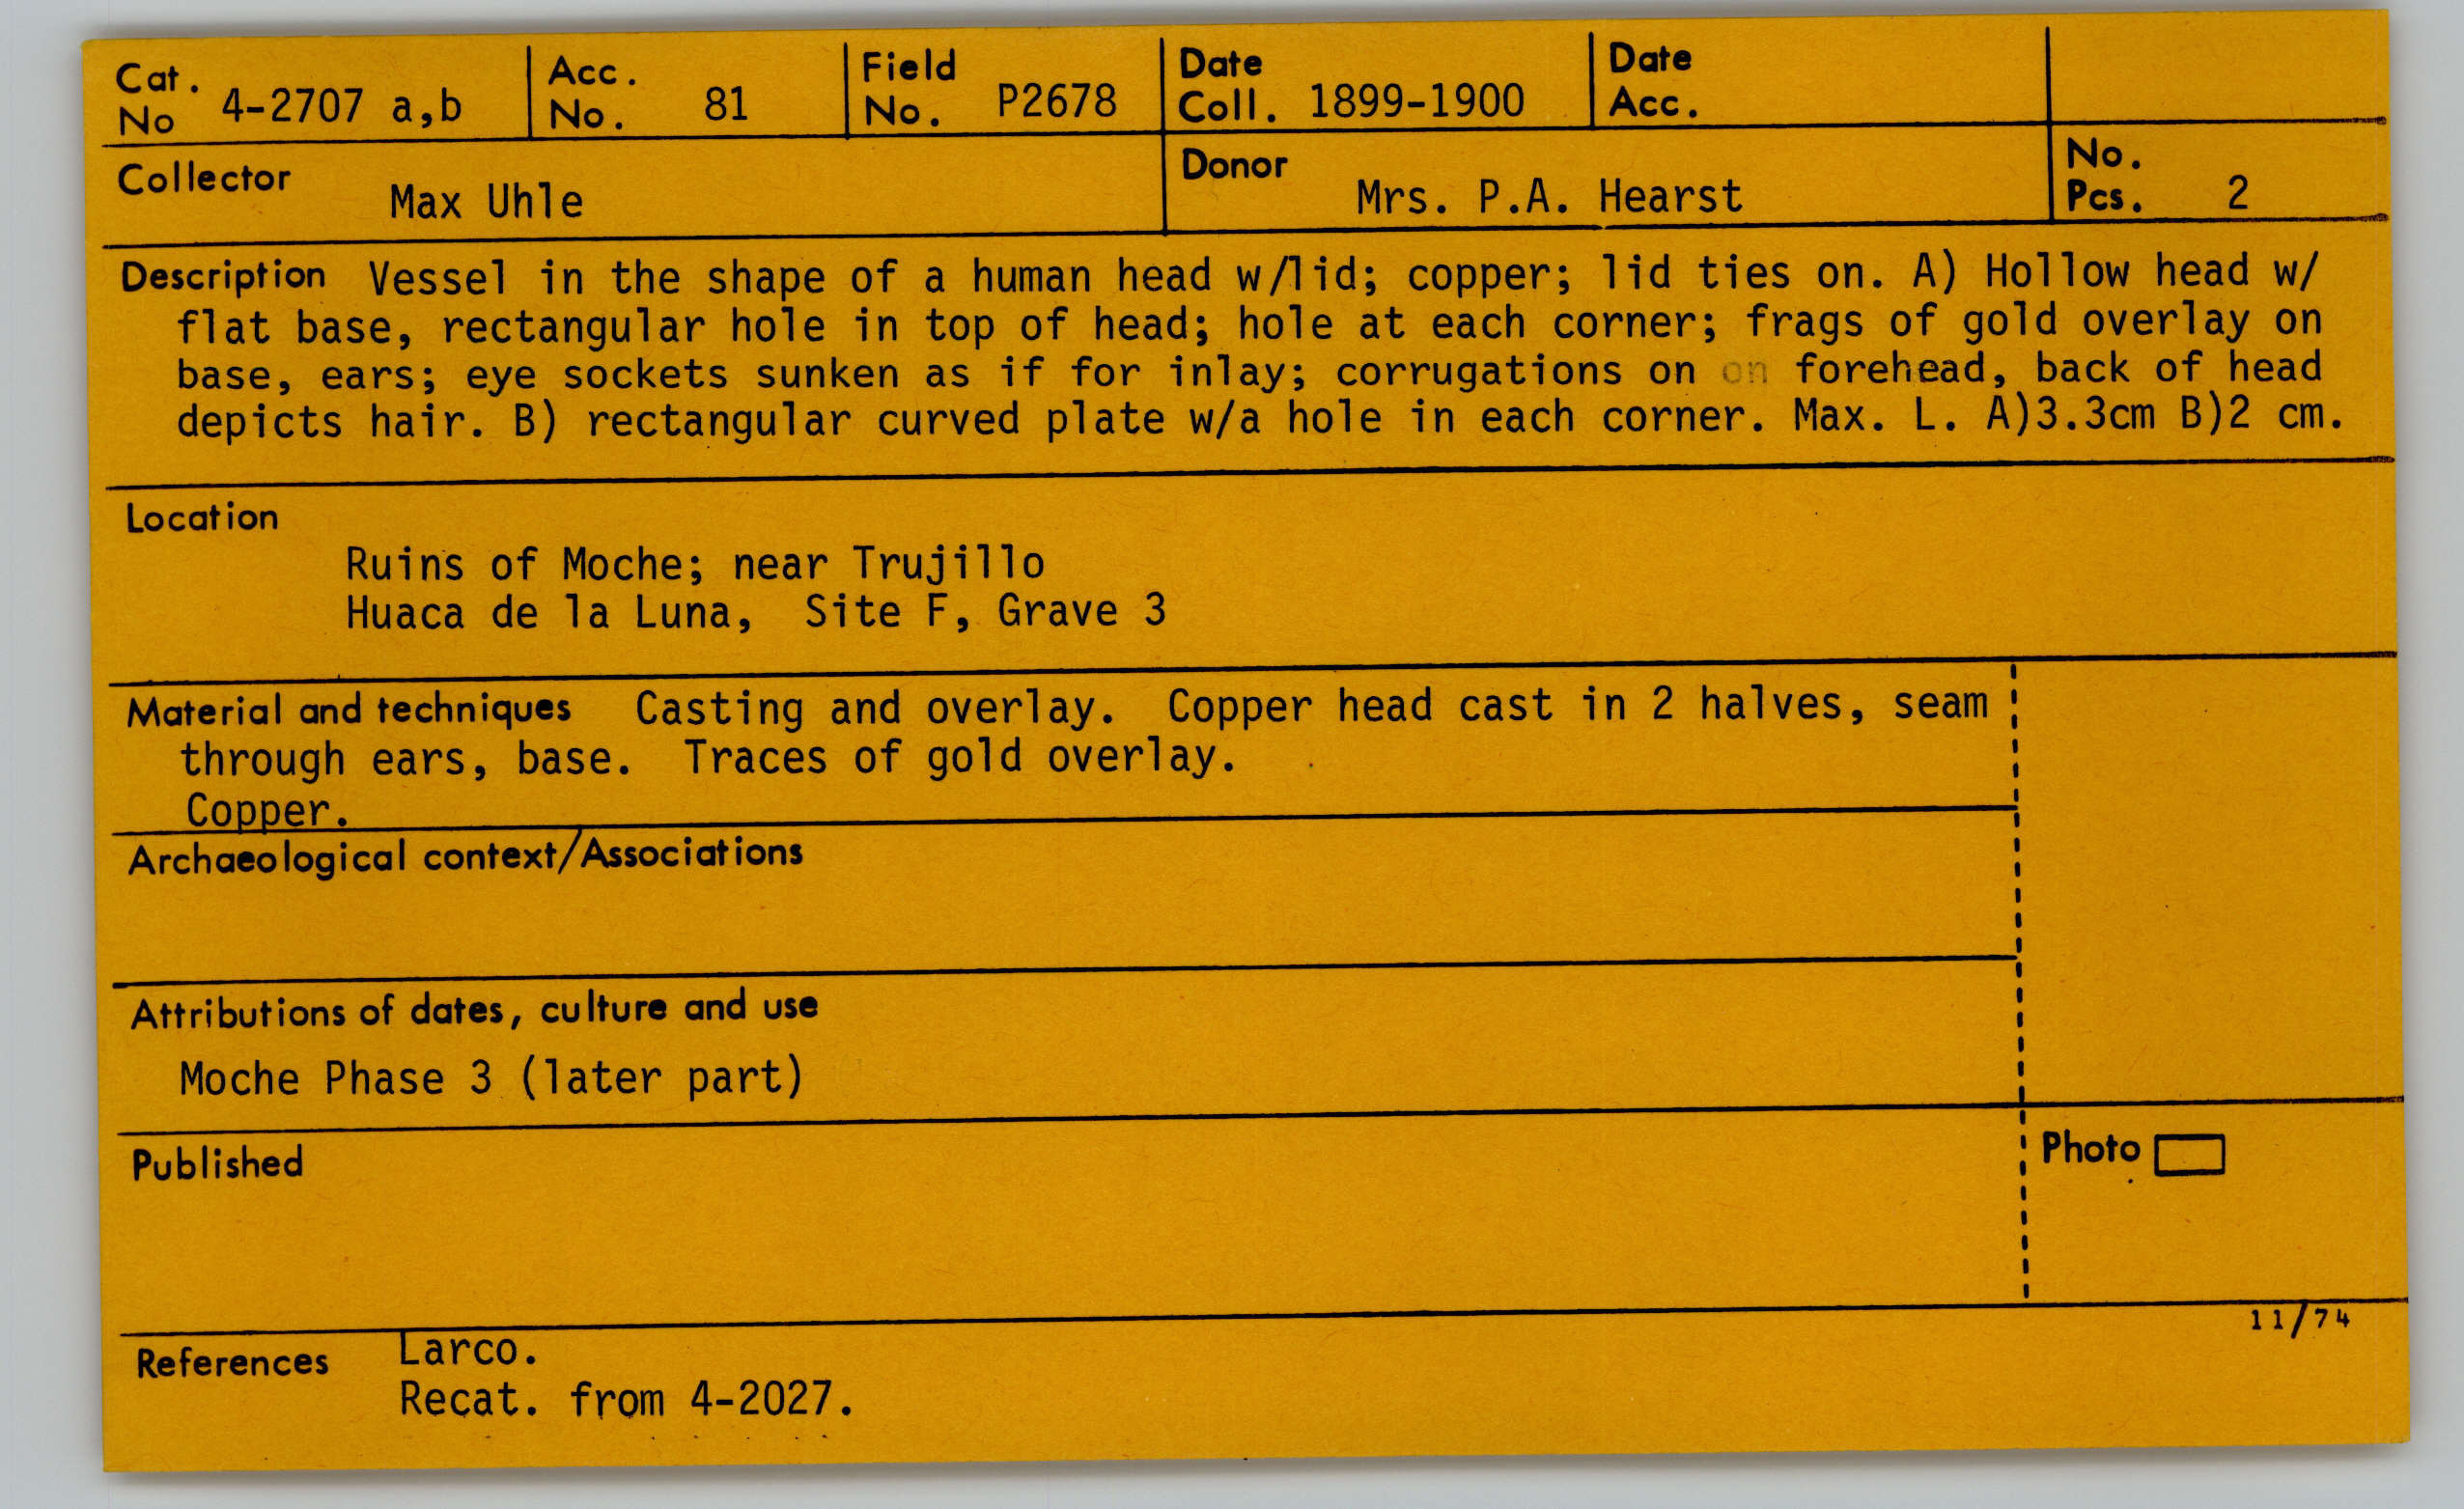 Cat. No 4-2707 a,b Acc. No. 81 Field No. P2678 Date Coll. 1899-1900 Date Acc.
Collector Max Uhle Donor Mrs. P.A. Hearst No. Pcs. 2
Description Vessel in the shape of a human head w/lid; copper; lid ties on. A) Hollow head w/
flat base, rectangular hole in top of head; hole at each corner; frags of gold overlay on
base, ears; eye sockets sunken as if for inlay; corrugations on on forehead, back of head
depicts hair. B) rectangular curved plate w/a hole in each corner. Max. L. A)3.3cm B)2 cm.
Location
Ruins of Moche; near Trujillo
Huaca de la Luna, Site F, Grave 3
Material and techniques Casting and overlay. Copper head cast in 2 halves, seam
through ears, base. Traces of gold overlay.
Copper.
Archaeological context/Associations
Attributions of dates, culture and use
Moche Phase 3 (later part)
Published
Photo
11/74
References Larco.
Recat. from 4-2027.